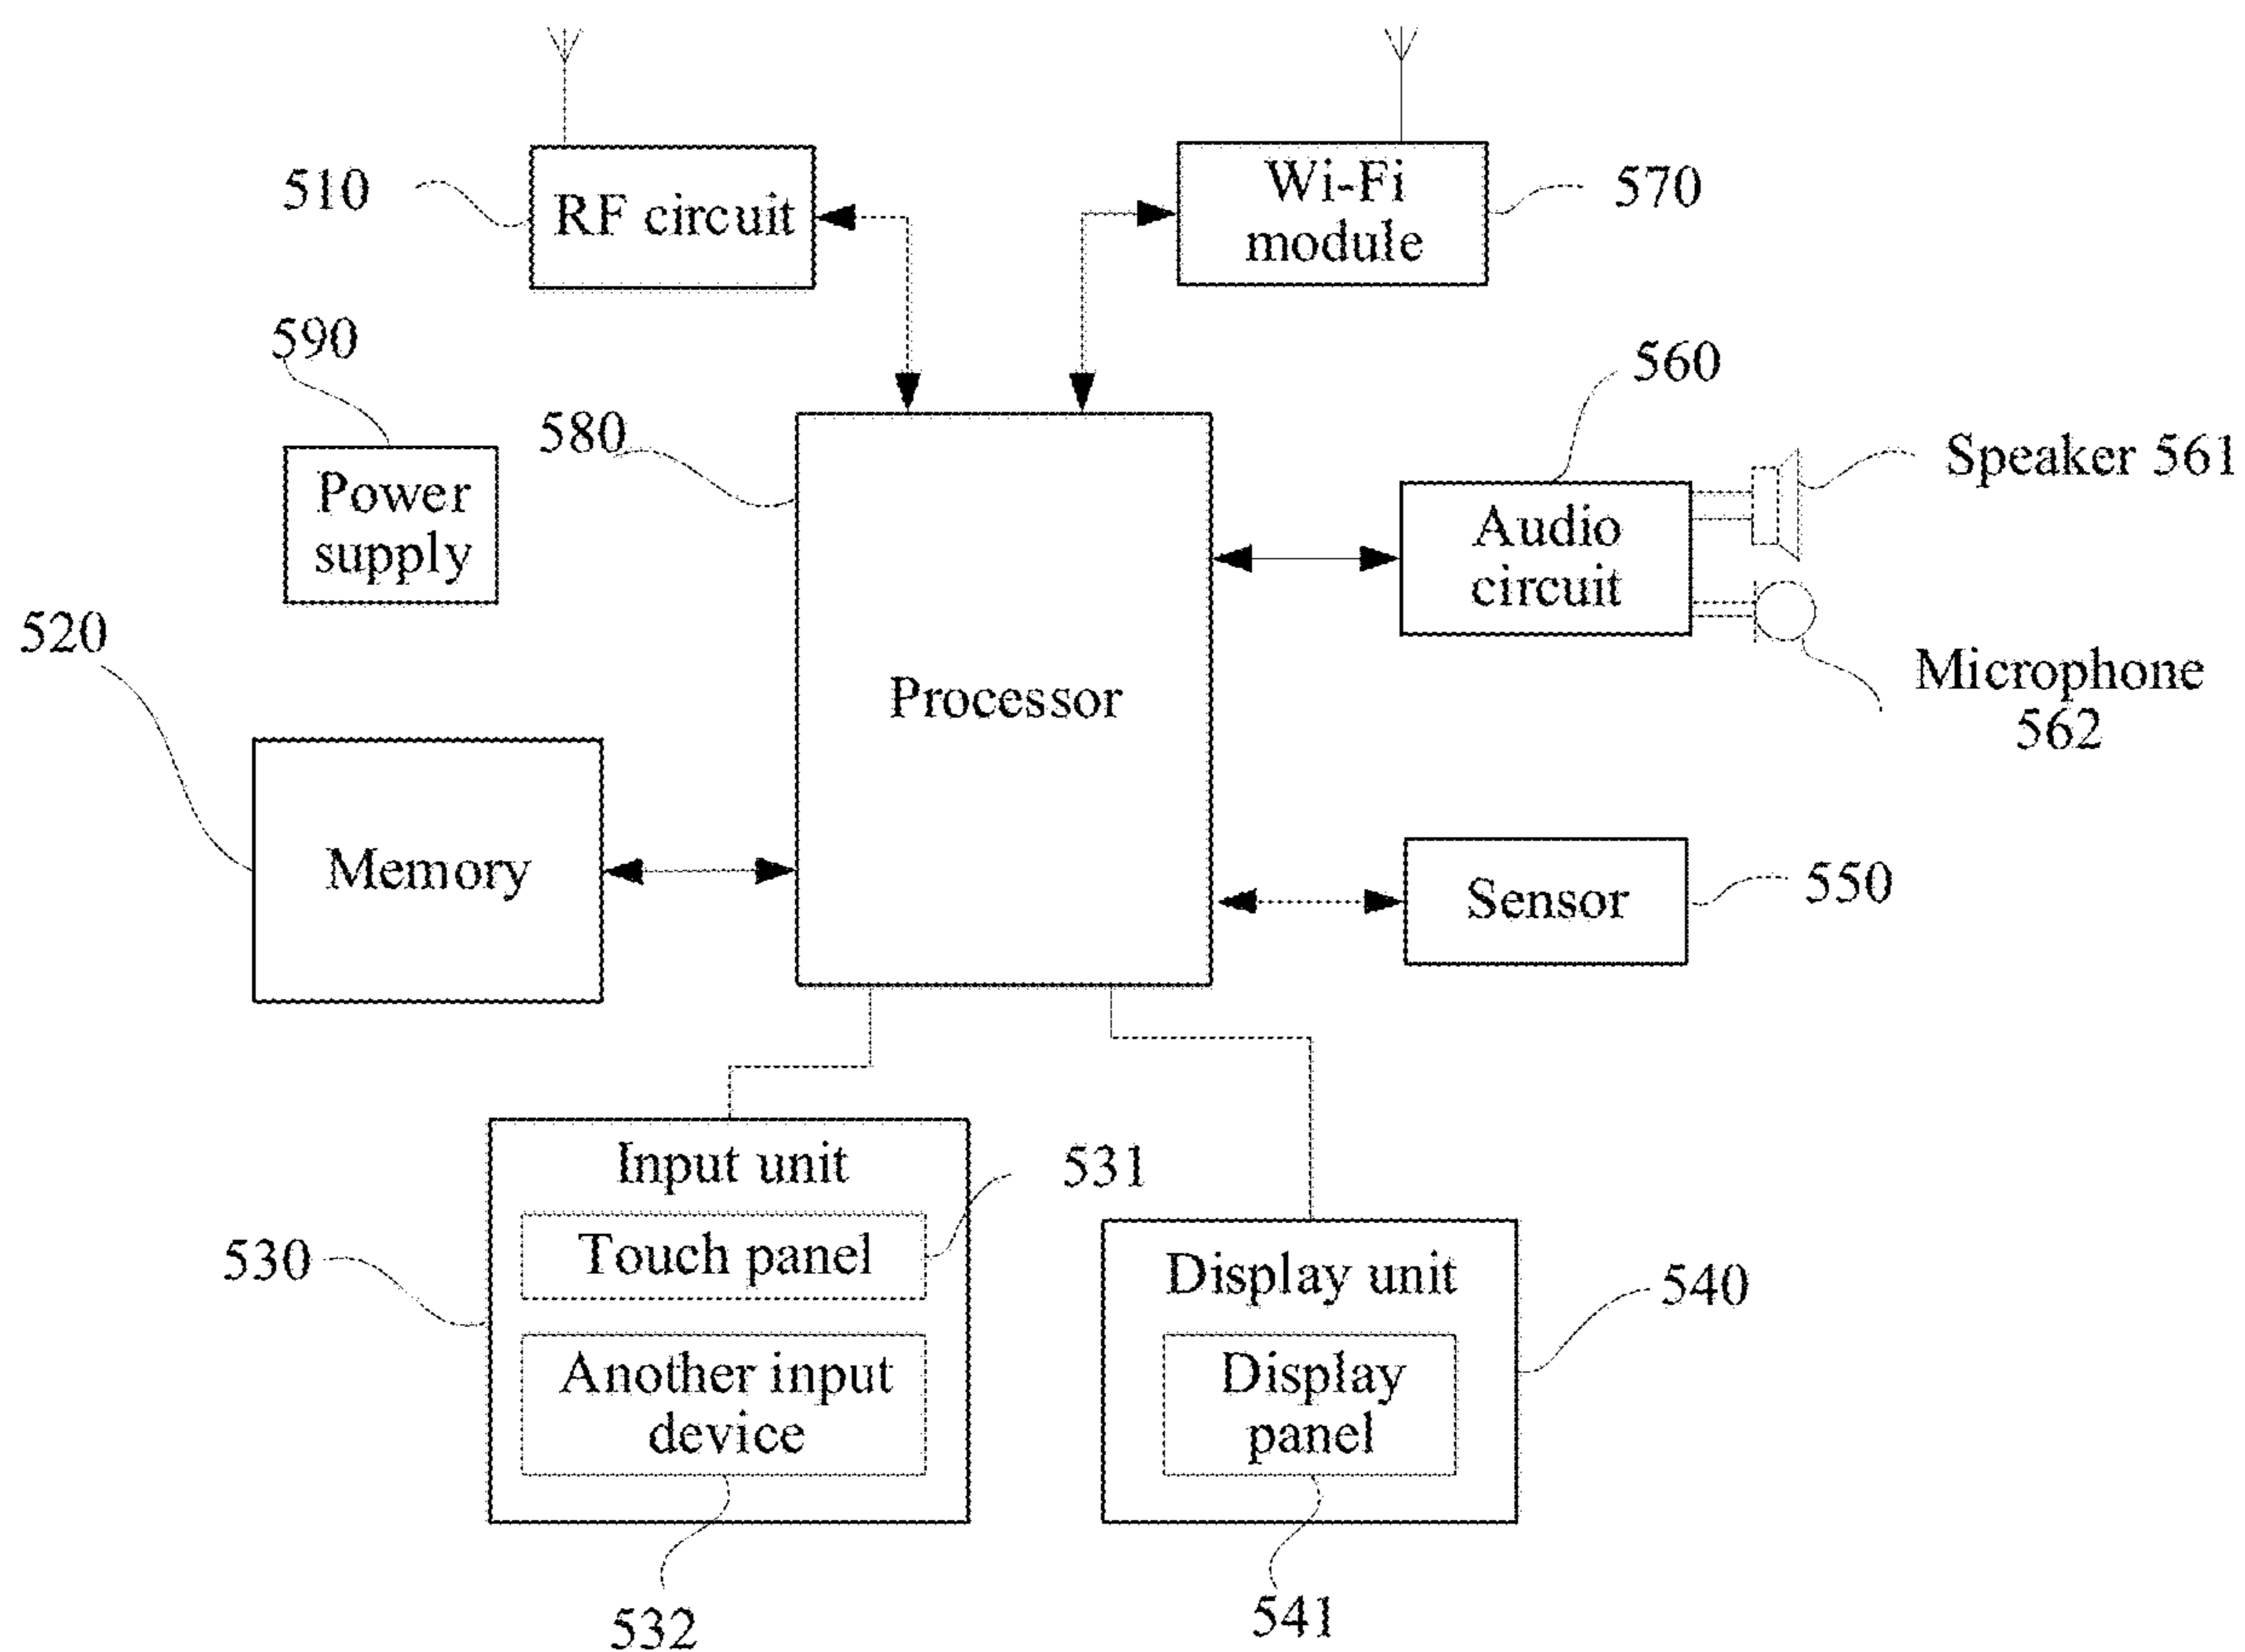 510
RF circuit
Wi-Fi
module
570
590
Power
supply
580
Processor
560
Audio
circuit
Speaker 561
Microphone
562
520
Memory
Sensor
550
Input unit
531
Touch panel
530
Another input
device
532
Display unit
540
Display
panel
541